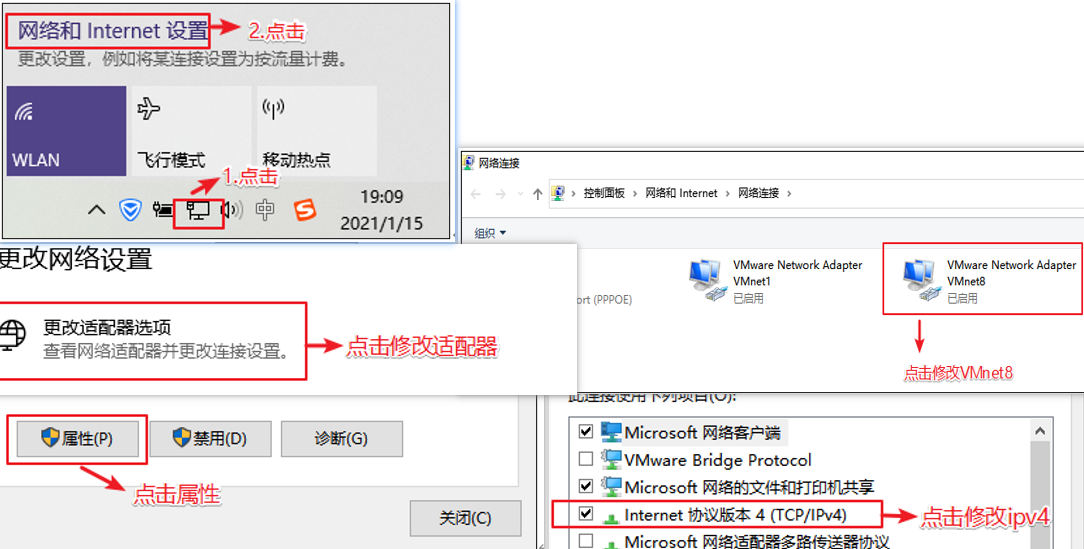 网络和 Internet 设置
2.点击
更改设置，例如将某连接设置为按流量计费。
WLAN
飞行模式
移动热点
1.点击
中
19:09
2021/1/15
更改网络设置
更改适配器选项
查看网络适配器并更改连接设置。
点击修改适配器
网络连接
控制面板 › 网络和 Internet › 网络连接 ›
组织
ort (PPPOE)
VMware Network Adapter
VMnet1
已启用
VMware Network Adapter
VMnet8
已启用
点击修改VMnet8
属性(P)
禁用(D)
诊断(G)
点击属性
关闭(C)
此连接使用下列项目(O):
Microsoft 网络客户端
VMware Bridge Protocol
Microsoft 网络的文件和打印机共享
Internet 协议版本 4 (TCP/IPv4)
点击修改ipv4
Microsoft 网络适配器多路传送器协议